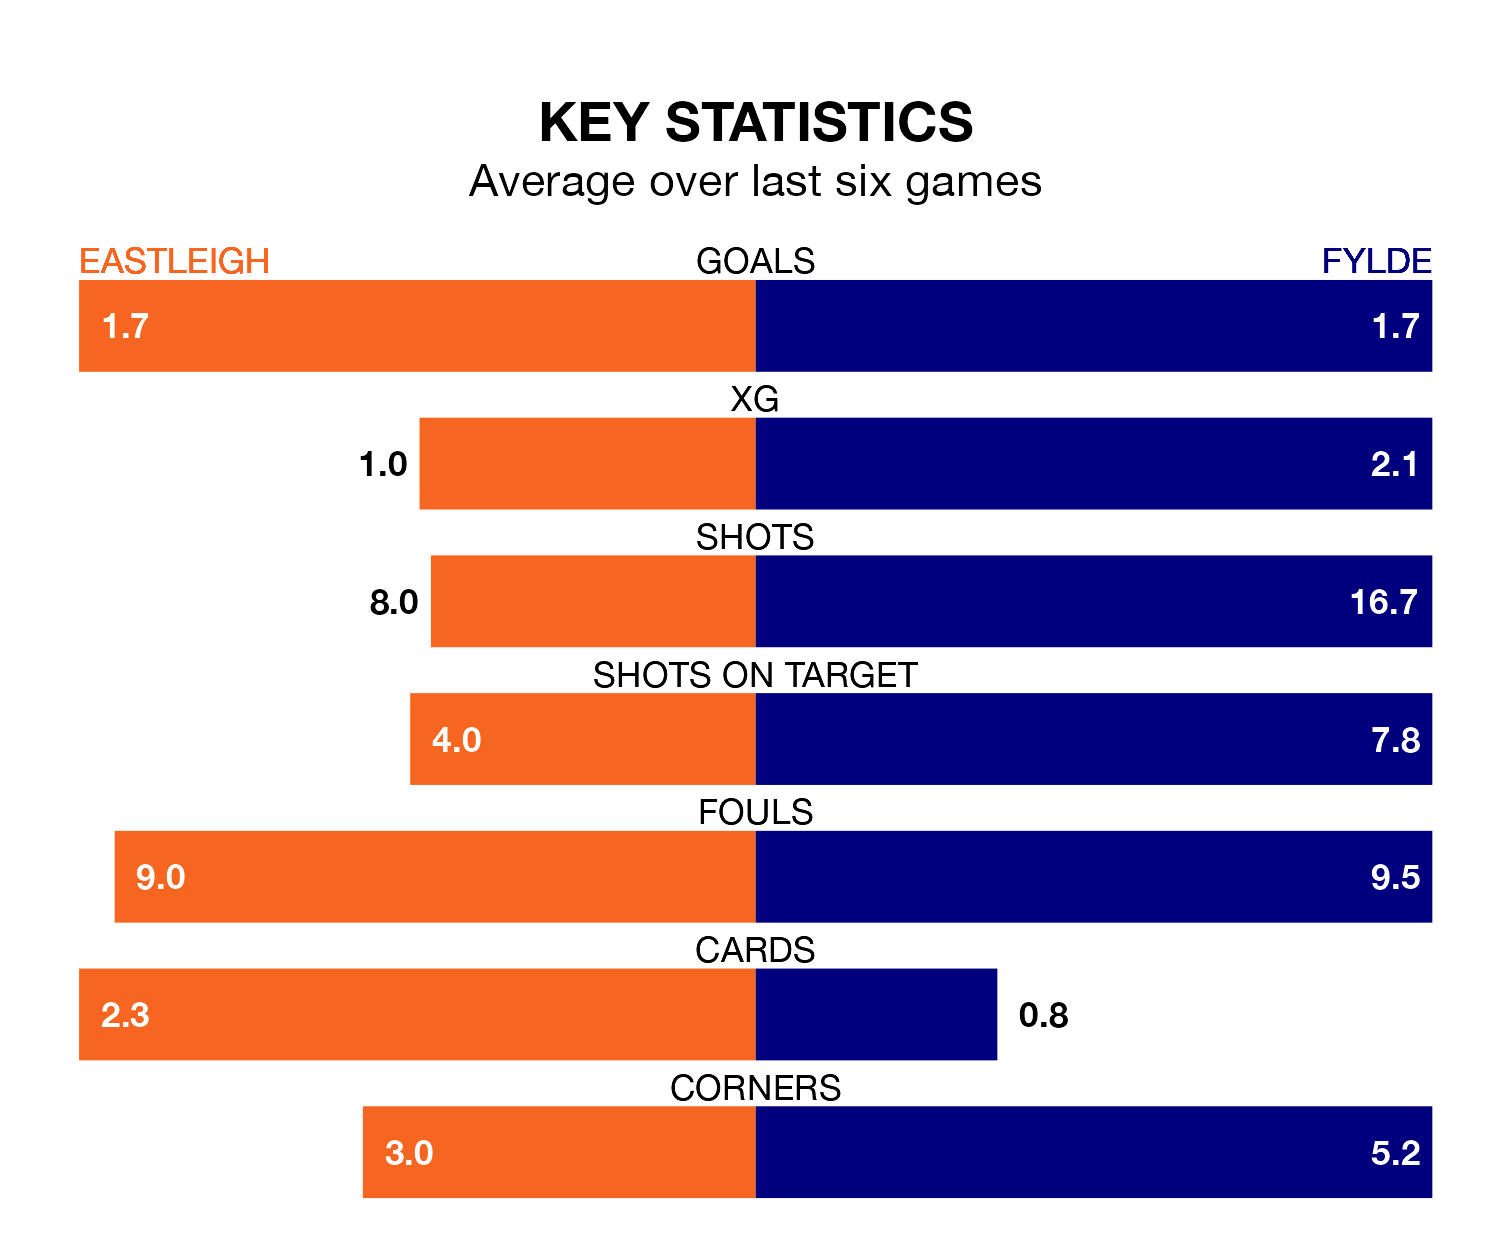 KEY STATISTICS
Average over last six games
EASTLEIGH GOALS FYLDE
1.7 1.7
XG
1.0 2.1
SHOTS
8.0 16.7
SHOTS ON TARGET
4.0 7.8
FOULS
9.0 9.5
CARDS
2.3 0.8
CORNERS
3.0 5.2